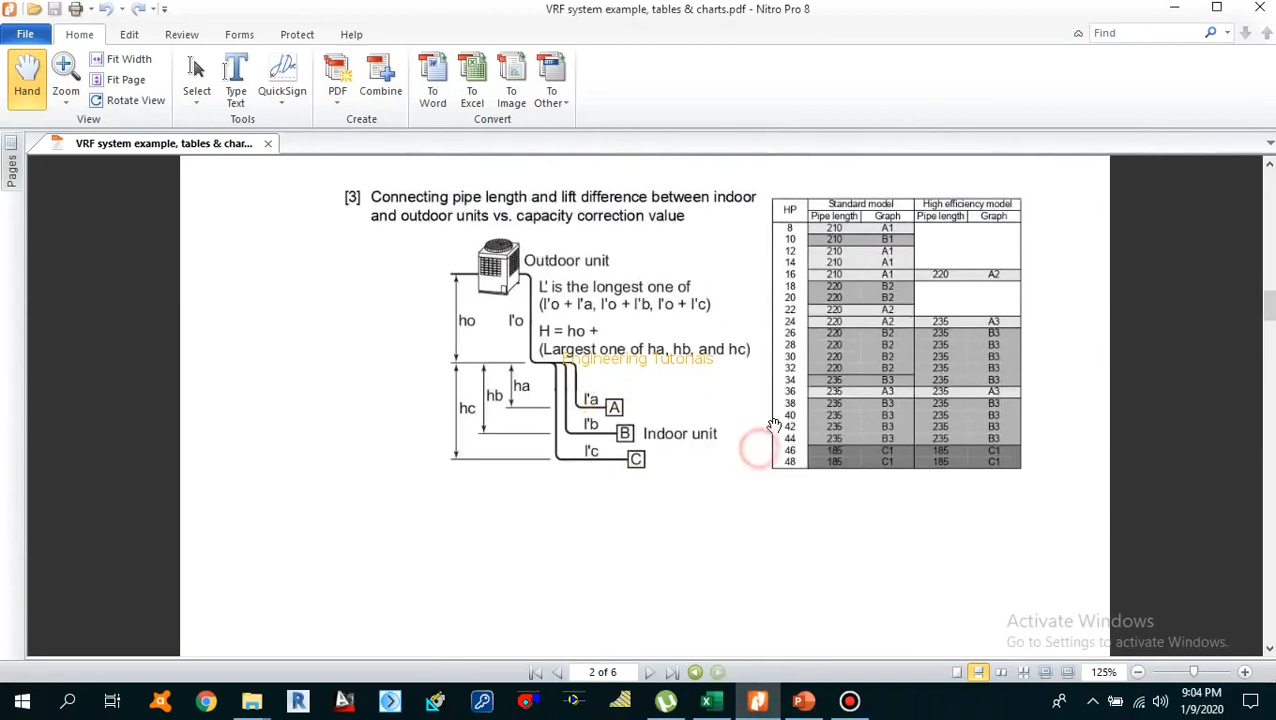 VRF system example, tables & charts.pdf - Nitro Pro 8
File Home Edit Review Forms Protect Help Find
Hand
Zoom
Fit Width
Fit Page
Rotate View
View
Select
Type Text
QuickSign
Tools
PDF
Combine
Create
To Word
To Excel
To Image
To Other
Convert
VRF system example, tables & char...
Pages
[3] Connecting pipe length and lift difference between indoor
and outdoor units vs. capacity correction value
Outdoor unit
L' is the longest one of
(l'o + l'a, l'o + l'b, l'o + l'c)
H = ho +
(Largest one of ha, hb, and hc)
Engineering Tutorials
ho
l'o
ha
hb
hc
l'a
A
l'b
B
Indoor unit
l'c
C
HP Standard model High efficiency model
Pipe length Graph Pipe length Graph
8 210 A1
10 210 B1
12 210 A1
14 210 A1
16 210 A1 220 A2
18 220 B2
20 220 B2
22 220 A2
24 220 A2 235 A3
26 220 B2 235 B3
28 220 B2 235 B3
30 220 B2 235 B3
32 220 B2 235 B3
34 235 B3 235 B3
36 235 A3 235 A3
38 235 B3 235 B3
40 235 B3 235 B3
42 235 B3 235 B3
44 235 B3 235 B3
46 185 C1 185 C1
48 185 C1 185 C1
Activate Windows
Go to Settings to activate Windows.
2 of 6
125%
9:04 PM
1/9/2020